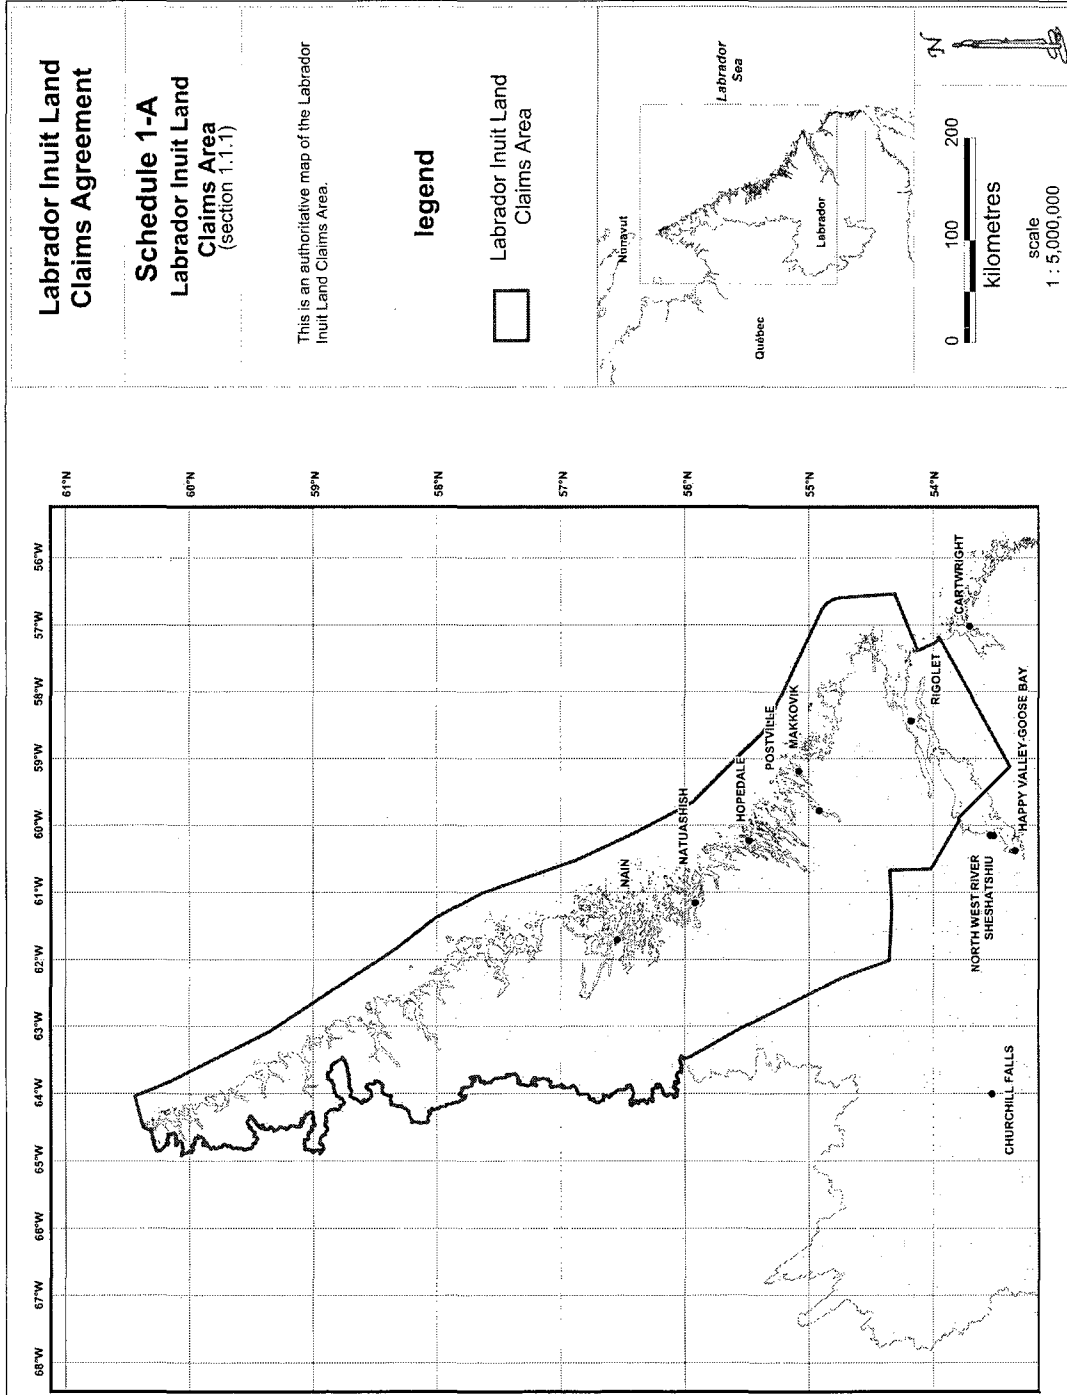 Labrador Inuit Land
Claims Agreement
Schedule 1-A
Labrador Inuit Land
Claims Area
(section 1.1.1)
This is an authoritative map of the Labrador
Inuit Land Claims Area.
legend
Labrador Inuit Land
Claims Area
Labrador
Sea
Nunavut
Labrador
Québec
N
0 100 200
kilometres
scale
1 : 5,000,000
68°W 67°W 66°W 65°W 64°W 63°W 62°W 61°W 60°W 59°W 58°W 57°W 56°W
61°N
60°N
59°N
58°N
57°N
56°N
55°N
54°N
NAIN
NATUASHISH
HOPEDALE
POSTVILLE
MAKKOVIK
RIGOLET
CARTWRIGHT
NORTH WEST RIVER
SHESHATSHIU
HAPPY VALLEY-GOOSE BAY
CHURCHILL FALLS